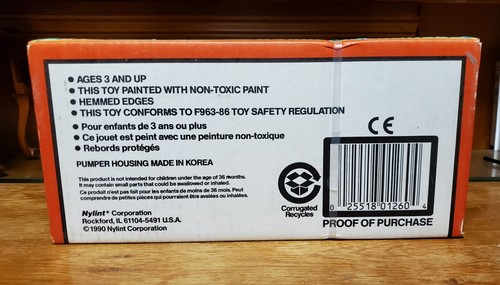 ● AGES 3 AND UP
● THIS TOY PAINTED WITH NON-TOXIC PAINT
● HEMMED EDGES
● THIS TOY CONFORMS TO F963-86 TOY SAFETY REGULATION
● Pour enfants de 3 ans ou plus
● Ce jouet est peint avec une peinture non-toxique
● Rebords protégés
PUMPER HOUSING MADE IN KOREA
This product is not intended for children under the age of 36 months.
It may contain small parts that could be swallowed or inhaled.
Ce produit n'est pas fait pour les enfants de moins de 36 mois. Peut
comprendre de petites pièces qui pourraient être avalées ou inhalées.
Nylint® Corporation
Rockford, IL 61104-5491 U.S.A.
© 1990 Nylint Corporation
Corrugated
Recycles
CE
0 25518 01260 4
PROOF OF PURCHASE